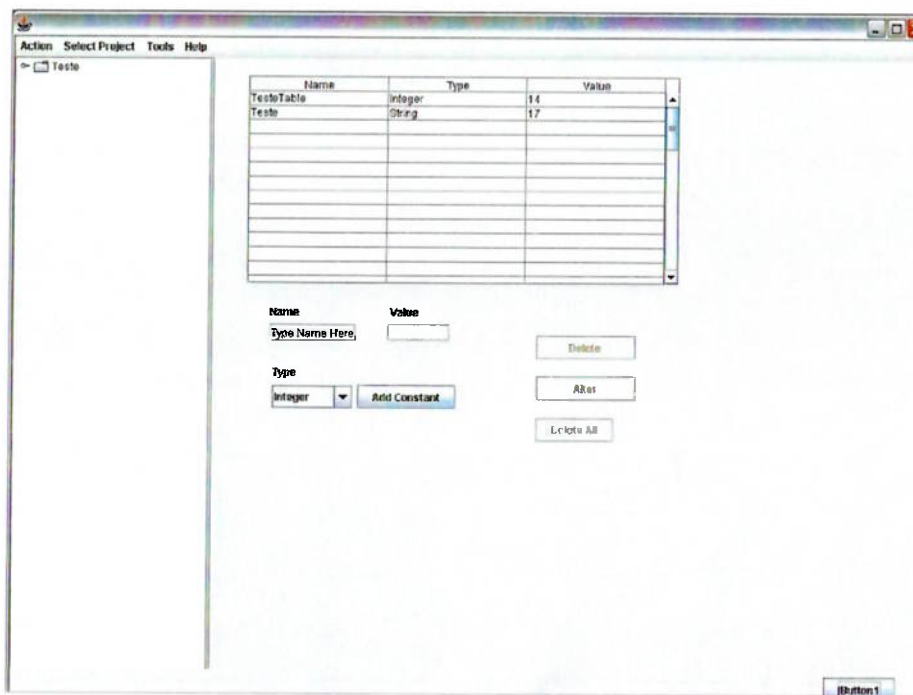 Action Select Project Tools Help
Teste
Name Type Value
TesteTable Integer 14
Teste String 17
Name Value
Type Name Here,
Delete
Type
Alter
Integer Add Constant
Delete All
jButton1